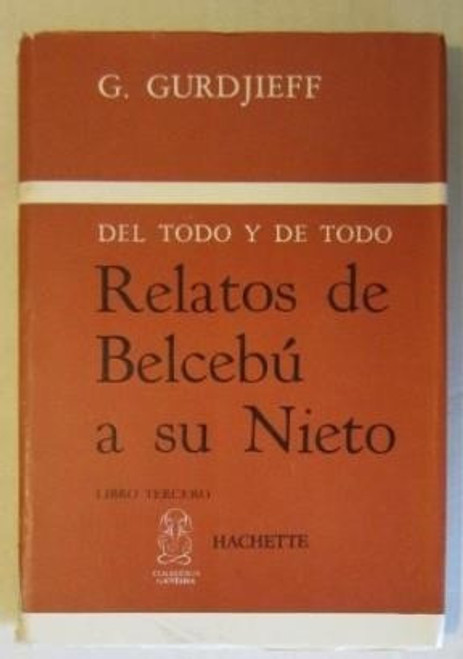 G. GURDJIEFF
DEL TODO Y DE TODO
Relatos de
Belcebú
a su Nieto
LIBRO TERCERO
HACHETTE